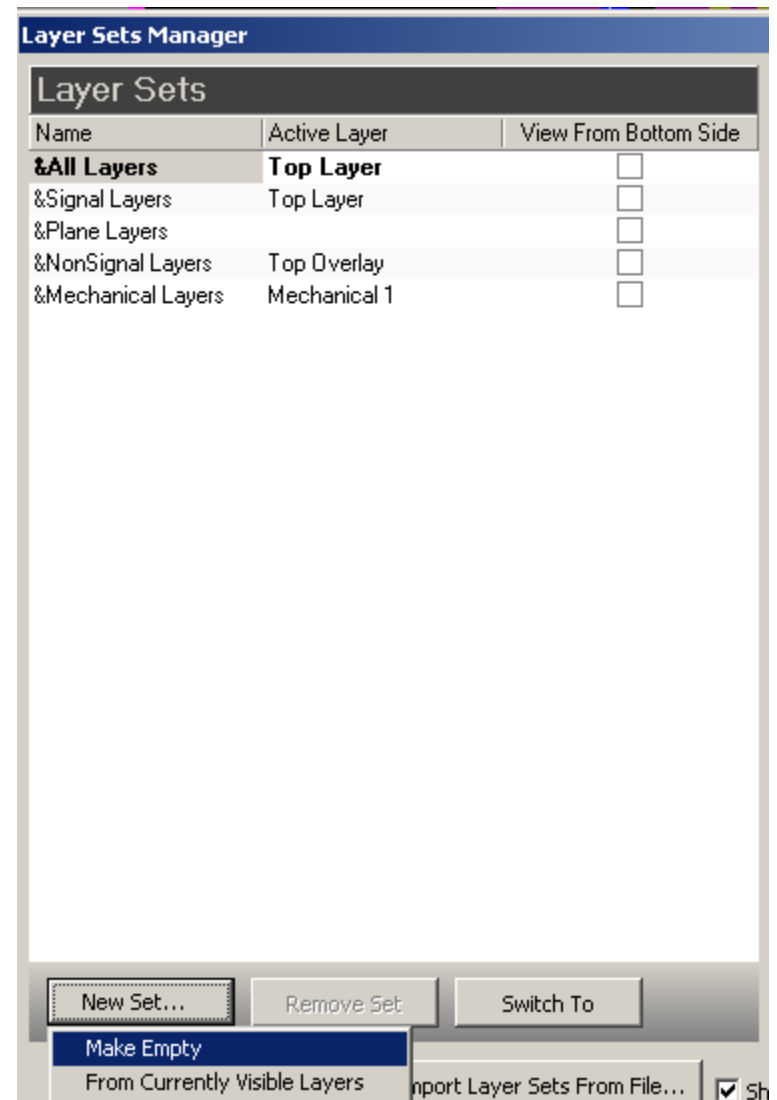 Layer Sets Manager
Layer Sets
Name Active Layer View From Bottom Side
&All Layers Top Layer
&Signal Layers Top Layer
&Plane Layers
&NonSignal Layers Top Overlay
&Mechanical Layers Mechanical 1
New Set... Remove Set Switch To
Make Empty
From Currently Visible Layers
Layer Sets From File...